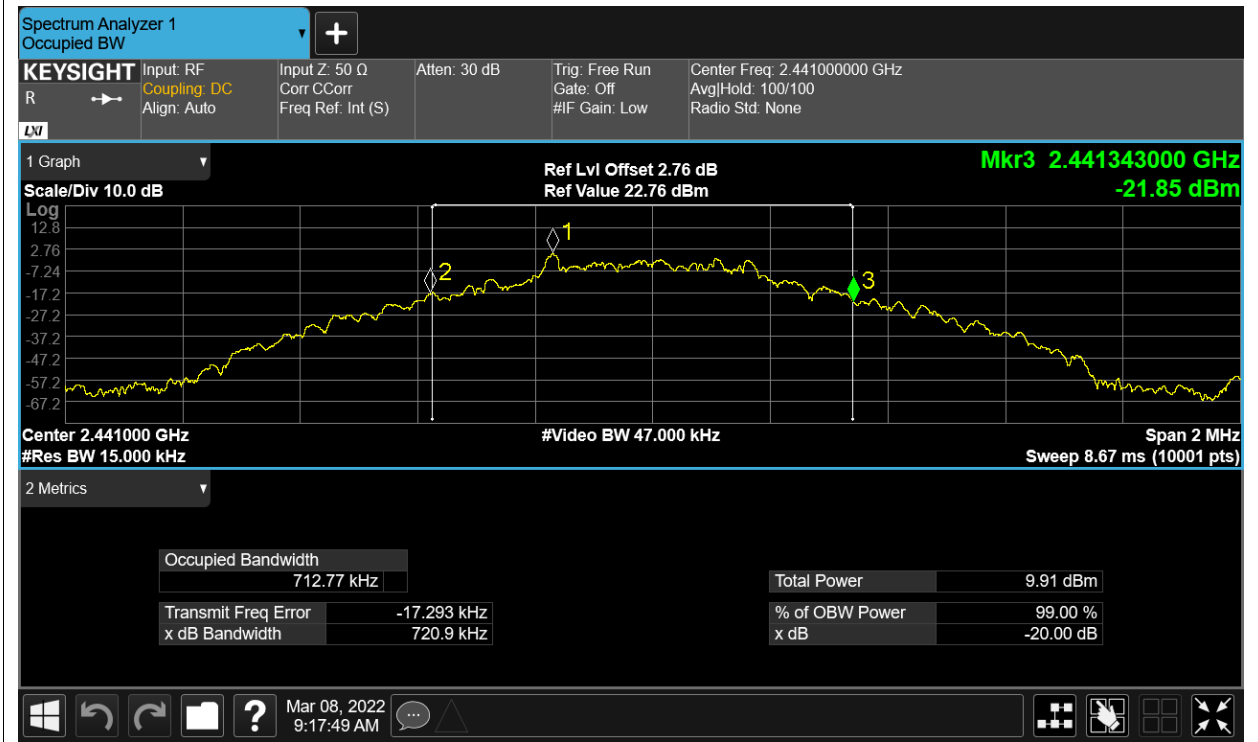 Spectrum Analyzer 1
Occupied BW
KEYSIGHT
R
LXI
Input: RF
Coupling: DC
Align: Auto
Input Z: 50 Ω
Corr CCorr
Freq Ref: Int (S)
Atten: 30 dB
Trig: Free Run
Gate: Off
#IF Gain: Low
Center Freq: 2.441000000 GHz
Avg|Hold: 100/100
Radio Std: None
1 Graph
Scale/Div 10.0 dB
Ref Lvl Offset 2.76 dB
Ref Value 22.76 dBm
Mkr3 2.441343000 GHz
-21.85 dBm
Log
12.8
2.76
-7.24
-17.2
-27.2
-37.2
-47.2
-57.2
-67.2
1
2
3
Center 2.441000 GHz
#Res BW 15.000 kHz
#Video BW 47.000 kHz
Span 2 MHz
Sweep 8.67 ms (10001 pts)
2 Metrics
Occupied Bandwidth
712.77 kHz
Transmit Freq Error -17.293 kHz
x dB Bandwidth 720.9 kHz
Total Power 9.91 dBm
% of OBW Power 99.00 %
x dB -20.00 dB
?
Mar 08, 2022
9:17:49 AM